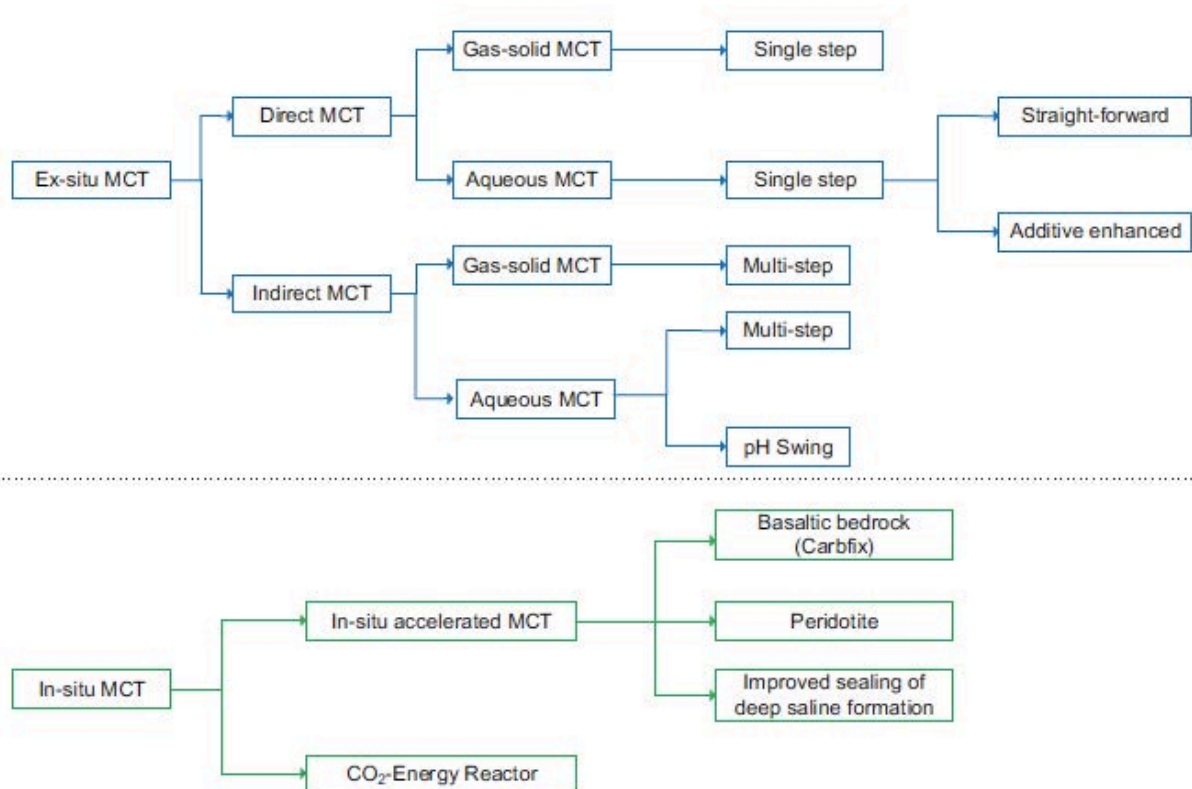 Gas-solid MCT
Single step
Direct MCT
Straight-forward
Ex-situ MCT
Aqueous MCT
Single step
Additive enhanced
Gas-solid MCT
Multi-step
Indirect MCT
Multi-step
Aqueous MCT
pH Swing
Basaltic bedrock
(Carbfix)
In-situ accelerated MCT
Peridotite
In-situ MCT
Improved sealing of
deep saline formation
CO₂-Energy Reactor